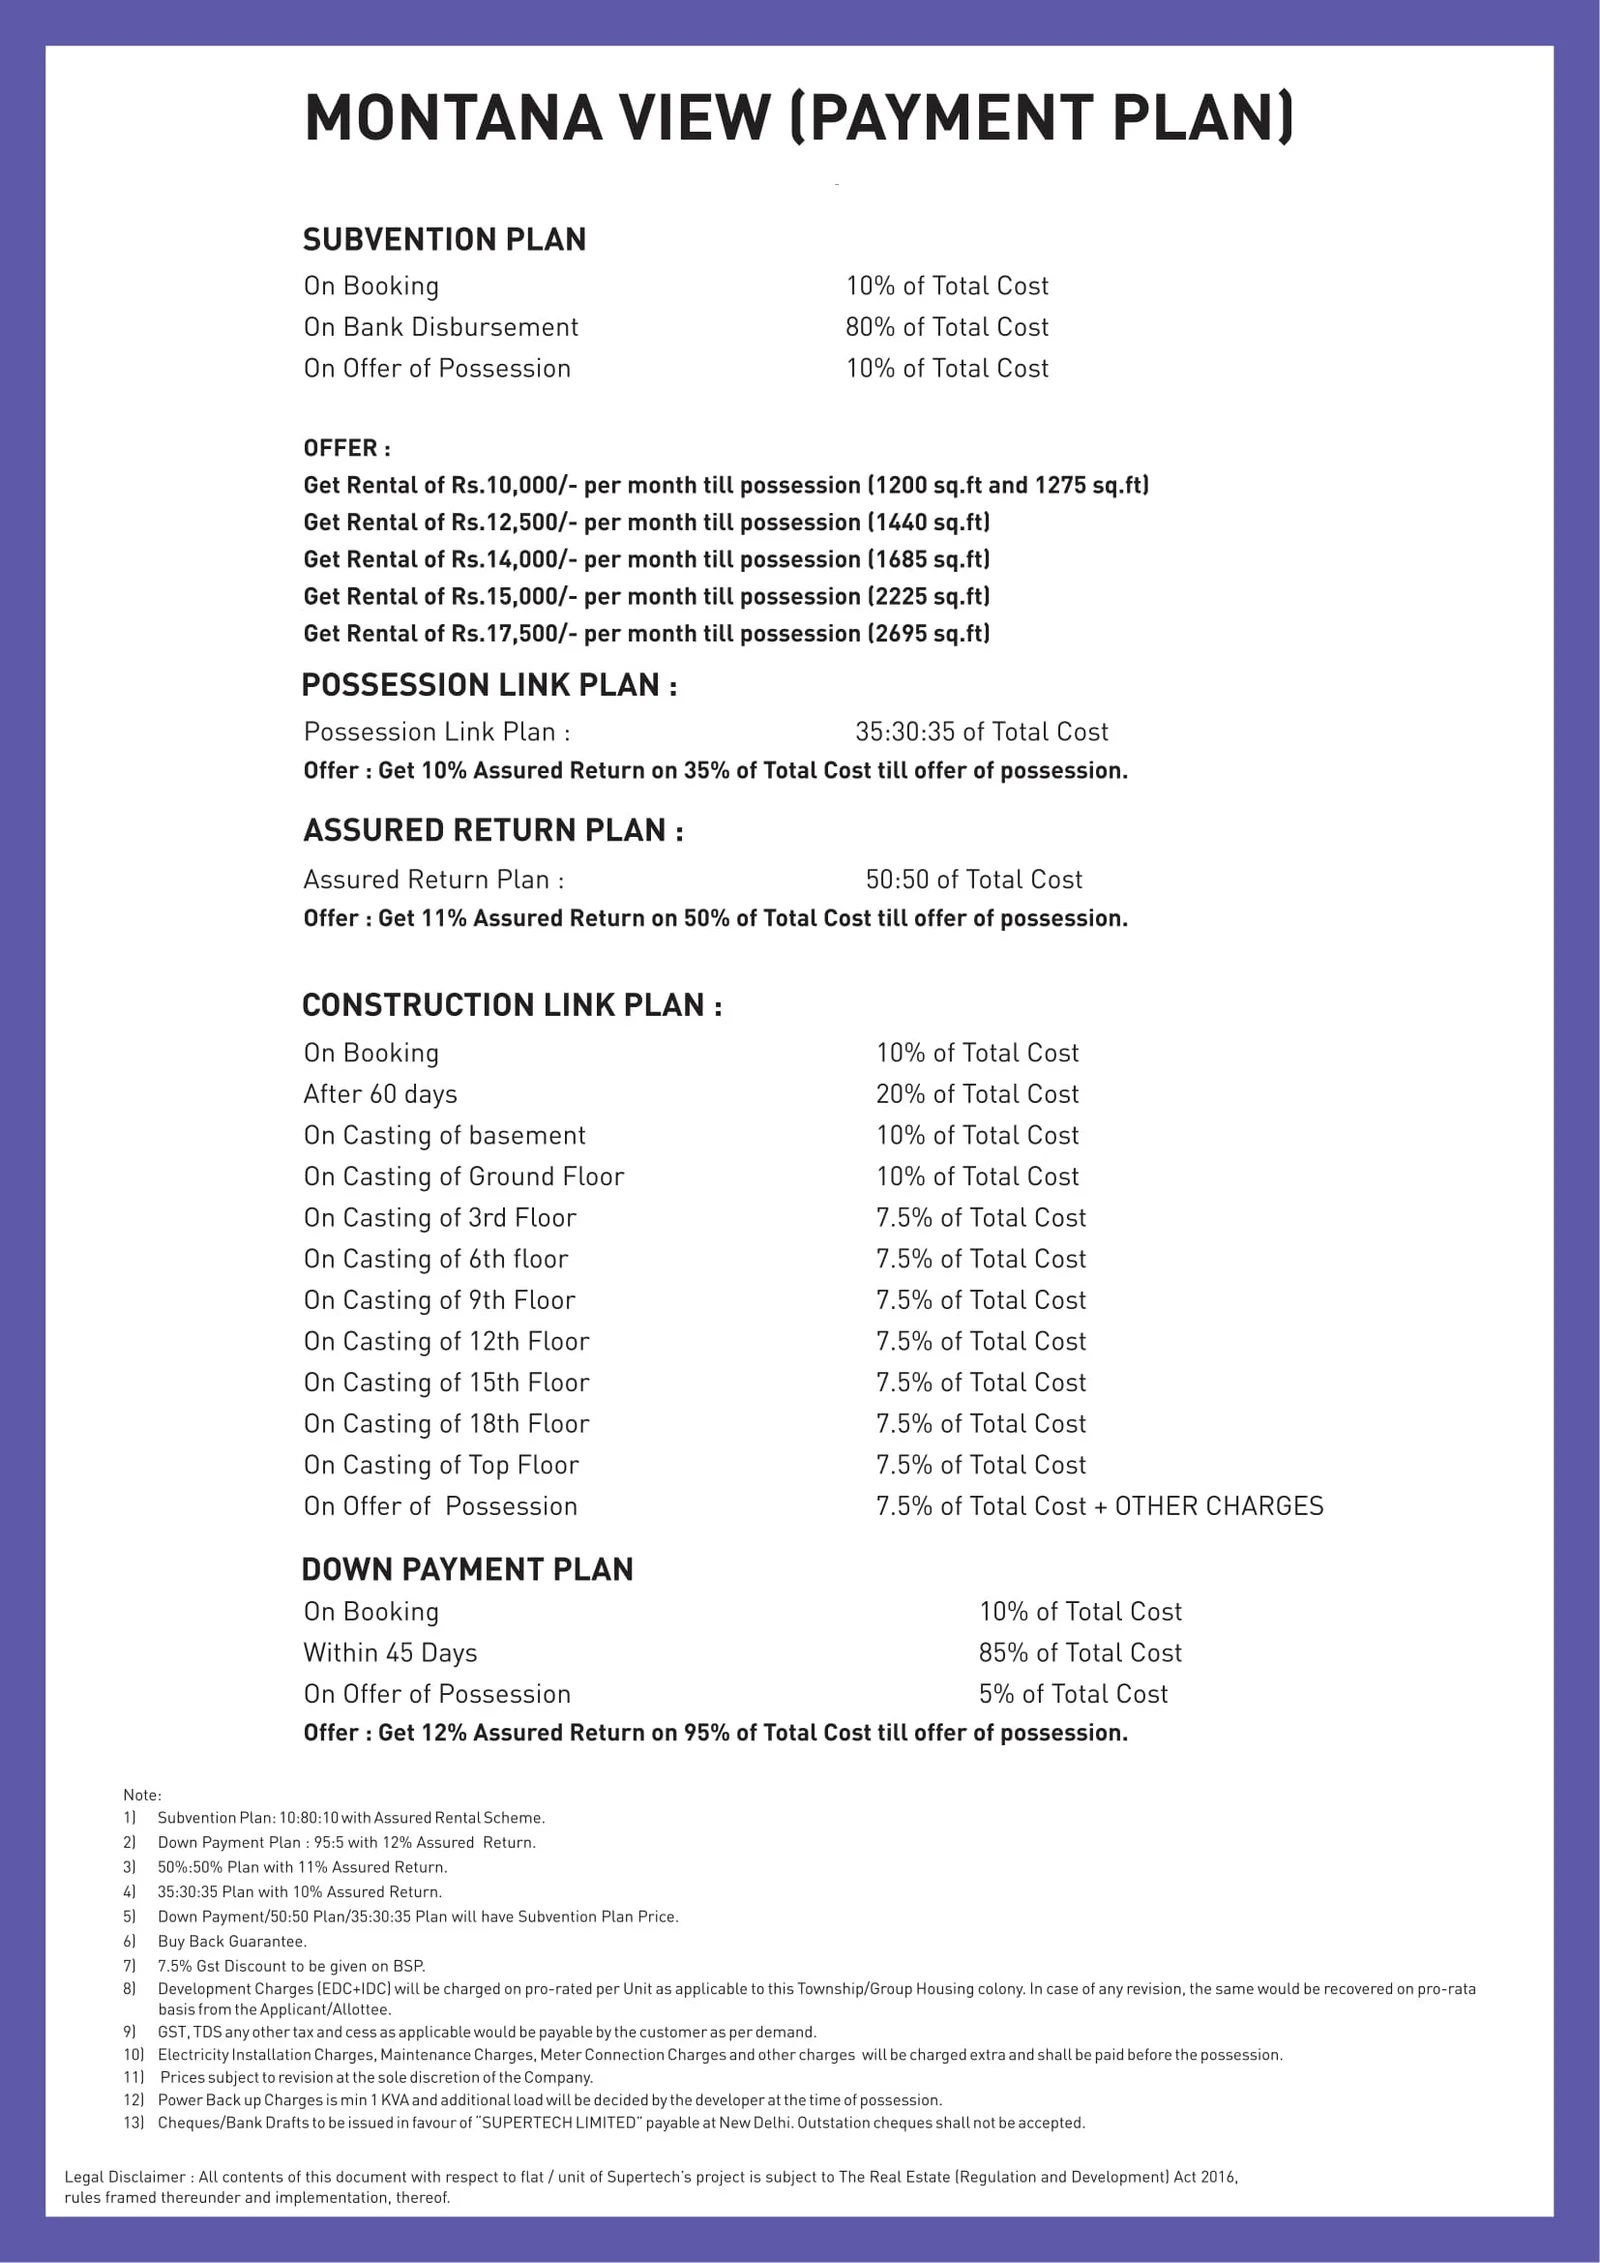 MONTANA VIEW (PAYMENT PLAN)
-
SUBVENTION PLAN
On Booking 10% of Total Cost
On Bank Disbursement 80% of Total Cost
On Offer of Possession 10% of Total Cost
OFFER :
Get Rental of Rs.10,000/- per month till possession (1200 sq.ft and 1275 sq.ft)
Get Rental of Rs.12,500/- per month till possession (1440 sq.ft)
Get Rental of Rs.14,000/- per month till possession (1685 sq.ft)
Get Rental of Rs.15,000/- per month till possession (2225 sq.ft)
Get Rental of Rs.17,500/- per month till possession (2695 sq.ft)
POSSESSION LINK PLAN :
Possession Link Plan : 35:30:35 of Total Cost
Offer : Get 10% Assured Return on 35% of Total Cost till offer of possession.
ASSURED RETURN PLAN :
Assured Return Plan : 50:50 of Total Cost
Offer : Get 11% Assured Return on 50% of Total Cost till offer of possession.
CONSTRUCTION LINK PLAN :
On Booking 10% of Total Cost
After 60 days 20% of Total Cost
On Casting of basement 10% of Total Cost
On Casting of Ground Floor 10% of Total Cost
On Casting of 3rd Floor 7.5% of Total Cost
On Casting of 6th floor 7.5% of Total Cost
On Casting of 9th Floor 7.5% of Total Cost
On Casting of 12th Floor 7.5% of Total Cost
On Casting of 15th Floor 7.5% of Total Cost
On Casting of 18th Floor 7.5% of Total Cost
On Casting of Top Floor 7.5% of Total Cost
On Offer of Possession 7.5% of Total Cost + OTHER CHARGES
DOWN PAYMENT PLAN
On Booking 10% of Total Cost
Within 45 Days 85% of Total Cost
On Offer of Possession 5% of Total Cost
Offer : Get 12% Assured Return on 95% of Total Cost till offer of possession.
Note:
1) Subvention Plan: 10:80:10 with Assured Rental Scheme.
2) Down Payment Plan : 95:5 with 12% Assured Return.
3) 50%:50% Plan with 11% Assured Return.
4) 35:30:35 Plan with 10% Assured Return.
5) Down Payment/50:50 Plan/35:30:35 Plan will have Subvention Plan Price.
6) Buy Back Guarantee.
7) 7.5% Gst Discount to be given on BSP.
8) Development Charges (EDC+IDC) will be charged on pro-rated per Unit as applicable to this Township/Group Housing colony. In case of any revision, the same would be recovered on pro-rata
basis from the Applicant/Allottee.
9) GST, TDS any other tax and cess as applicable would be payable by the customer as per demand.
10) Electricity Installation Charges, Maintenance Charges, Meter Connection Charges and other charges will be charged extra and shall be paid before the possession.
11) Prices subject to revision at the sole discretion of the Company.
12) Power Back up Charges is min 1 KVA and additional load will be decided by the developer at the time of possession.
13) Cheques/Bank Drafts to be issued in favour of "SUPERTECH LIMITED" payable at New Delhi. Outstation cheques shall not be accepted.
Legal Disclaimer : All contents of this document with respect to flat / unit of Supertech's project is subject to The Real Estate (Regulation and Development) Act 2016,
rules framed thereunder and implementation, thereof.